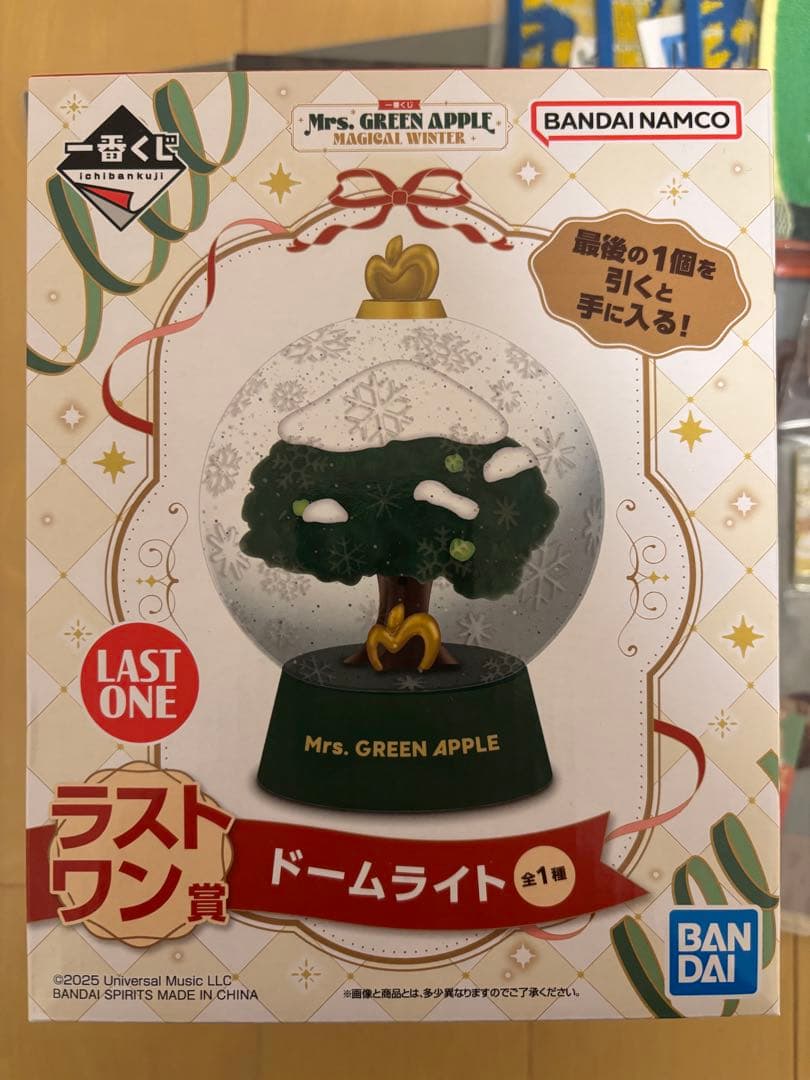 一番くじ
ichibankuji
一番くじ
Mrs. GREEN APPLE
MAGICAL WINTER
BANDAI NAMCO
最後の1個を
引くと
手に入る!
Mrs. GREEN APPLE
LAST
ONE
ラスト
ワン賞
ドームライト
全1種
BAN
DAI
©2025 Universal Music LLC
BANDAI SPIRITS MADE IN CHINA
※画像と商品とは、多少異なりますのでご了承ください。